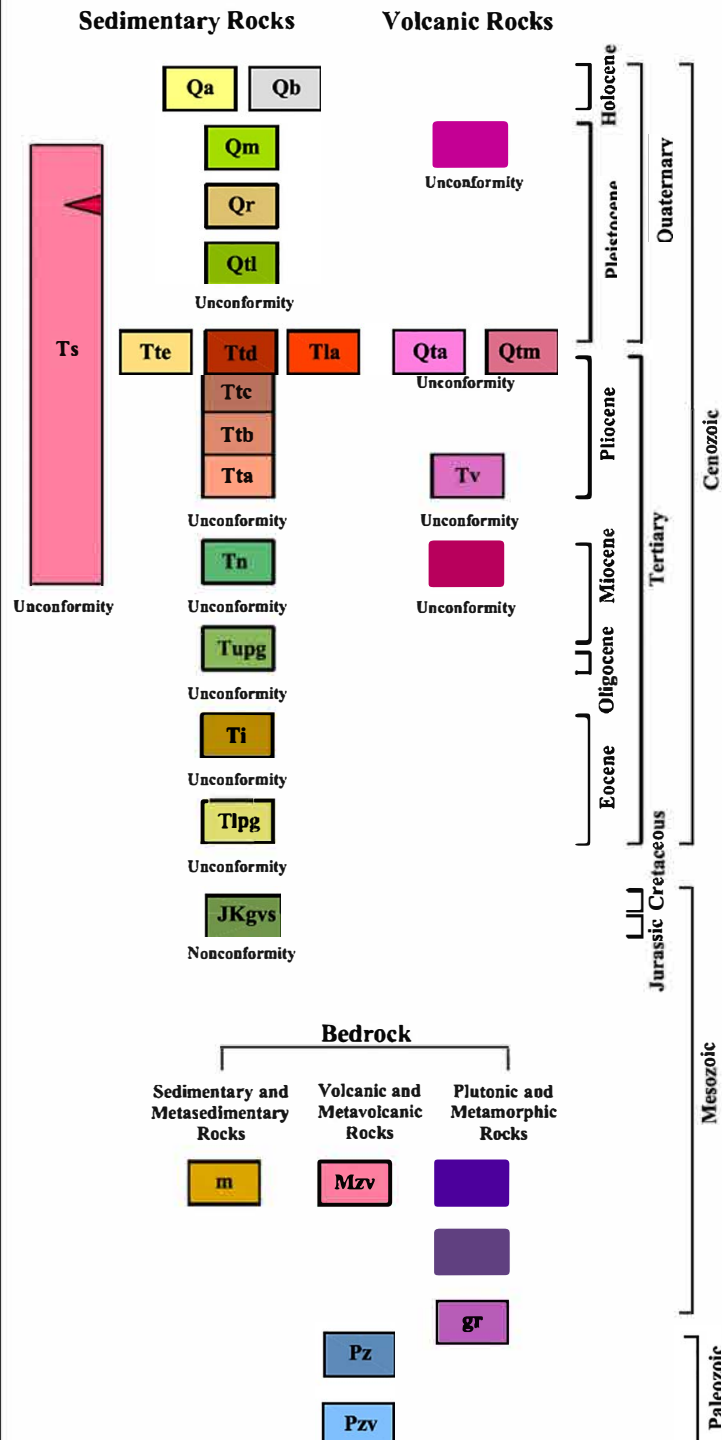 Sedimentary Rocks
Volcanic Rocks
Qa
Qb
Qm
Unconformity
Qr
Qtl
Unconformity
Ts
Tte
Ttd
Tla
Qta
Qtm
Unconformity
Ttc
Ttb
Tta
Tv
Unconformity
Unconformity
Tn
Unconformity
Unconformity
Unconformity
Tupg
Unconformity
Ti
Unconformity
Tlpg
Unconformity
JKgvs
Nonconformity
Holocene
Pleistocene
Quaternary
Pliocene
Miocene
Oligocene
Eocene
Tertiary
Cenozoic
Cretaceous
Jurassic
Mesozoic
Paleozoic
Bedrock
Sedimentary and
Metasedimentary
Rocks
Volcanic and
Metavolcanic
Rocks
Plutonic and
Metamorphic
Rocks
m
Mzv
gr
Pz
Pzv